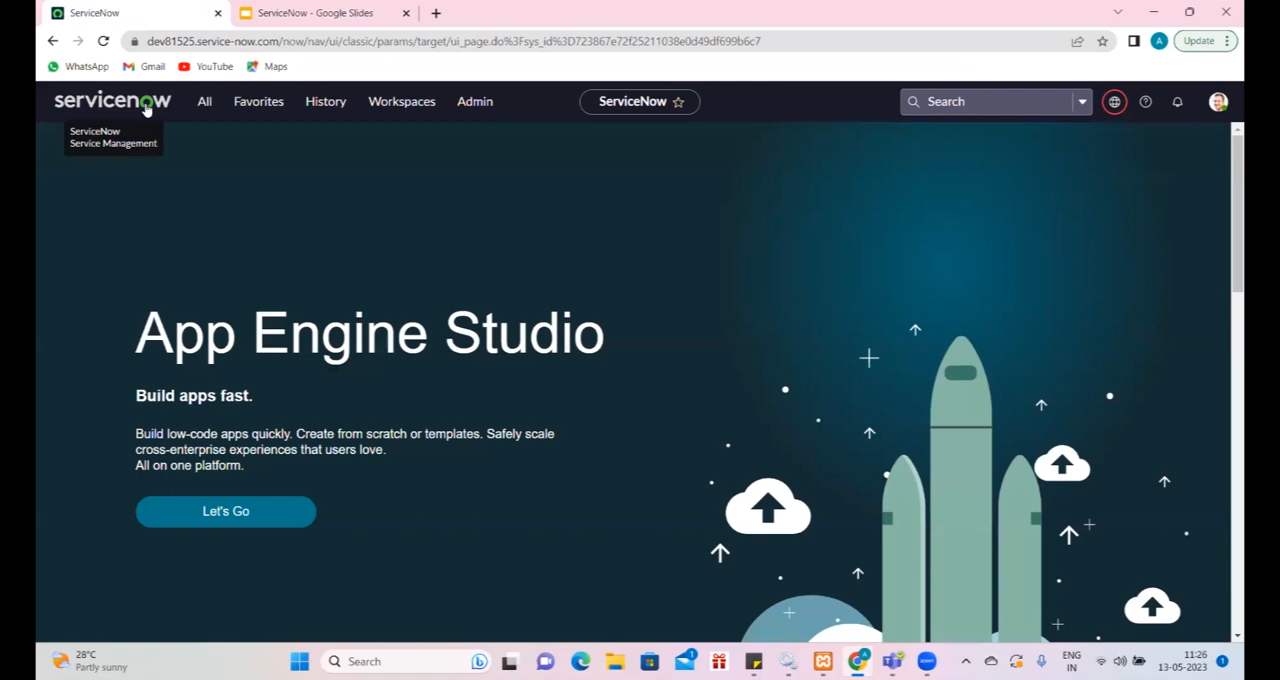 ServiceNow
ServiceNow - Google Slides
dev81525.service-now.com/now/nav/ui/classic/params/target/ui_page.do%3Fsys_id%3D723867e72f25211038e0d49df699b6c7
A
Update
WhatsApp
Gmail
YouTube
Maps
servicenow
All
Favorites
History
Workspaces
Admin
ServiceNow
Search
ServiceNow
Service Management
App Engine Studio
Build apps fast.
Build low-code apps quickly. Create from scratch or templates. Safely scale
cross-enterprise experiences that users love.
All on one platform.
Let's Go
28°C
Partly sunny
Search
1
A
zoom
ENG
IN
11:26
13-05-2023
1